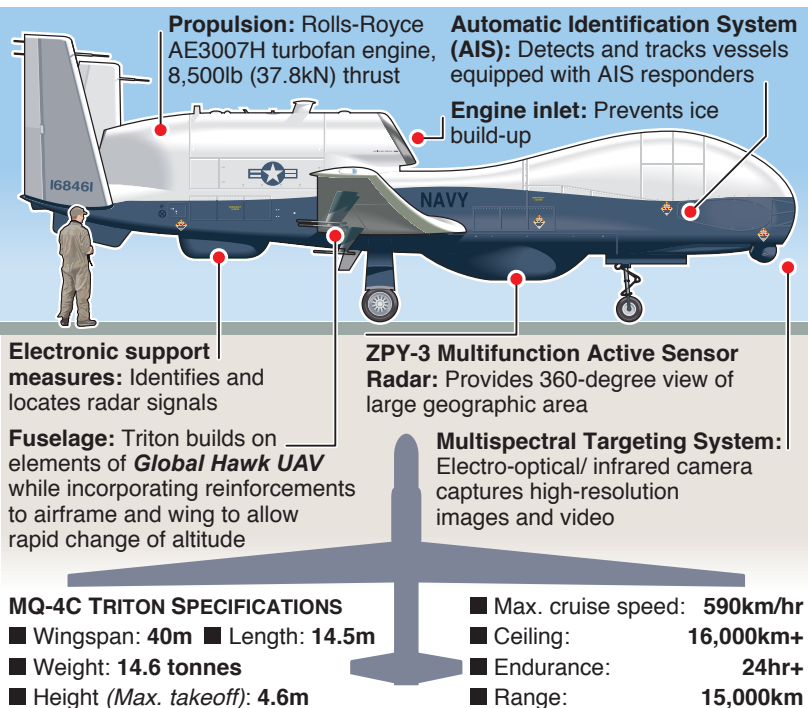 Propulsion: Rolls-Royce
AE3007H turbofan engine,
8,500lb (37.8kN) thrust
Automatic Identification System
(AIS): Detects and tracks vessels
equipped with AIS responders
Engine inlet: Prevents ice
build-up
168461
NAVY
Electronic support
measures: Identifies and
locates radar signals
ZPY-3 Multifunction Active Sensor
Radar: Provides 360-degree view of
large geographic area
Fuselage: Triton builds on
elements of Global Hawk UAV
while incorporating reinforcements
to airframe and wing to allow
rapid change of altitude
Multispectral Targeting System:
Electro-optical/ infrared camera
captures high-resolution
images and video
MQ-4C TRITON SPECIFICATIONS
■ Wingspan: 40m ■ Length: 14.5m
■ Weight: 14.6 tonnes
■ Height (Max. takeoff): 4.6m
■ Max. cruise speed: 590km/hr
■ Ceiling: 16,000km+
■ Endurance: 24hr+
■ Range: 15,000km